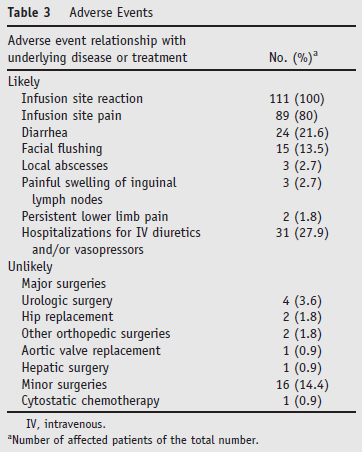 Table 3 Adverse Events
Adverse event relationship with
underlying disease or treatment No. (%)a
Likely
Infusion site reaction 111 (100)
Infusion site pain 89 (80)
Diarrhea 24 (21.6)
Facial flushing 15 (13.5)
Local abscesses 3 (2.7)
Painful swelling of inguinal 3 (2.7)
lymph nodes
Persistent lower limb pain 2 (1.8)
Hospitalizations for IV diuretics 31 (27.9)
and/or vasopressors
Unlikely
Major surgeries
Urologic surgery 4 (3.6)
Hip replacement 2 (1.8)
Other orthopedic surgeries 2 (1.8)
Aortic valve replacement 1 (0.9)
Hepatic surgery 1 (0.9)
Minor surgeries 16 (14.4)
Cytostatic chemotherapy 1 (0.9)
IV, intravenous.
aNumber of affected patients of the total number.